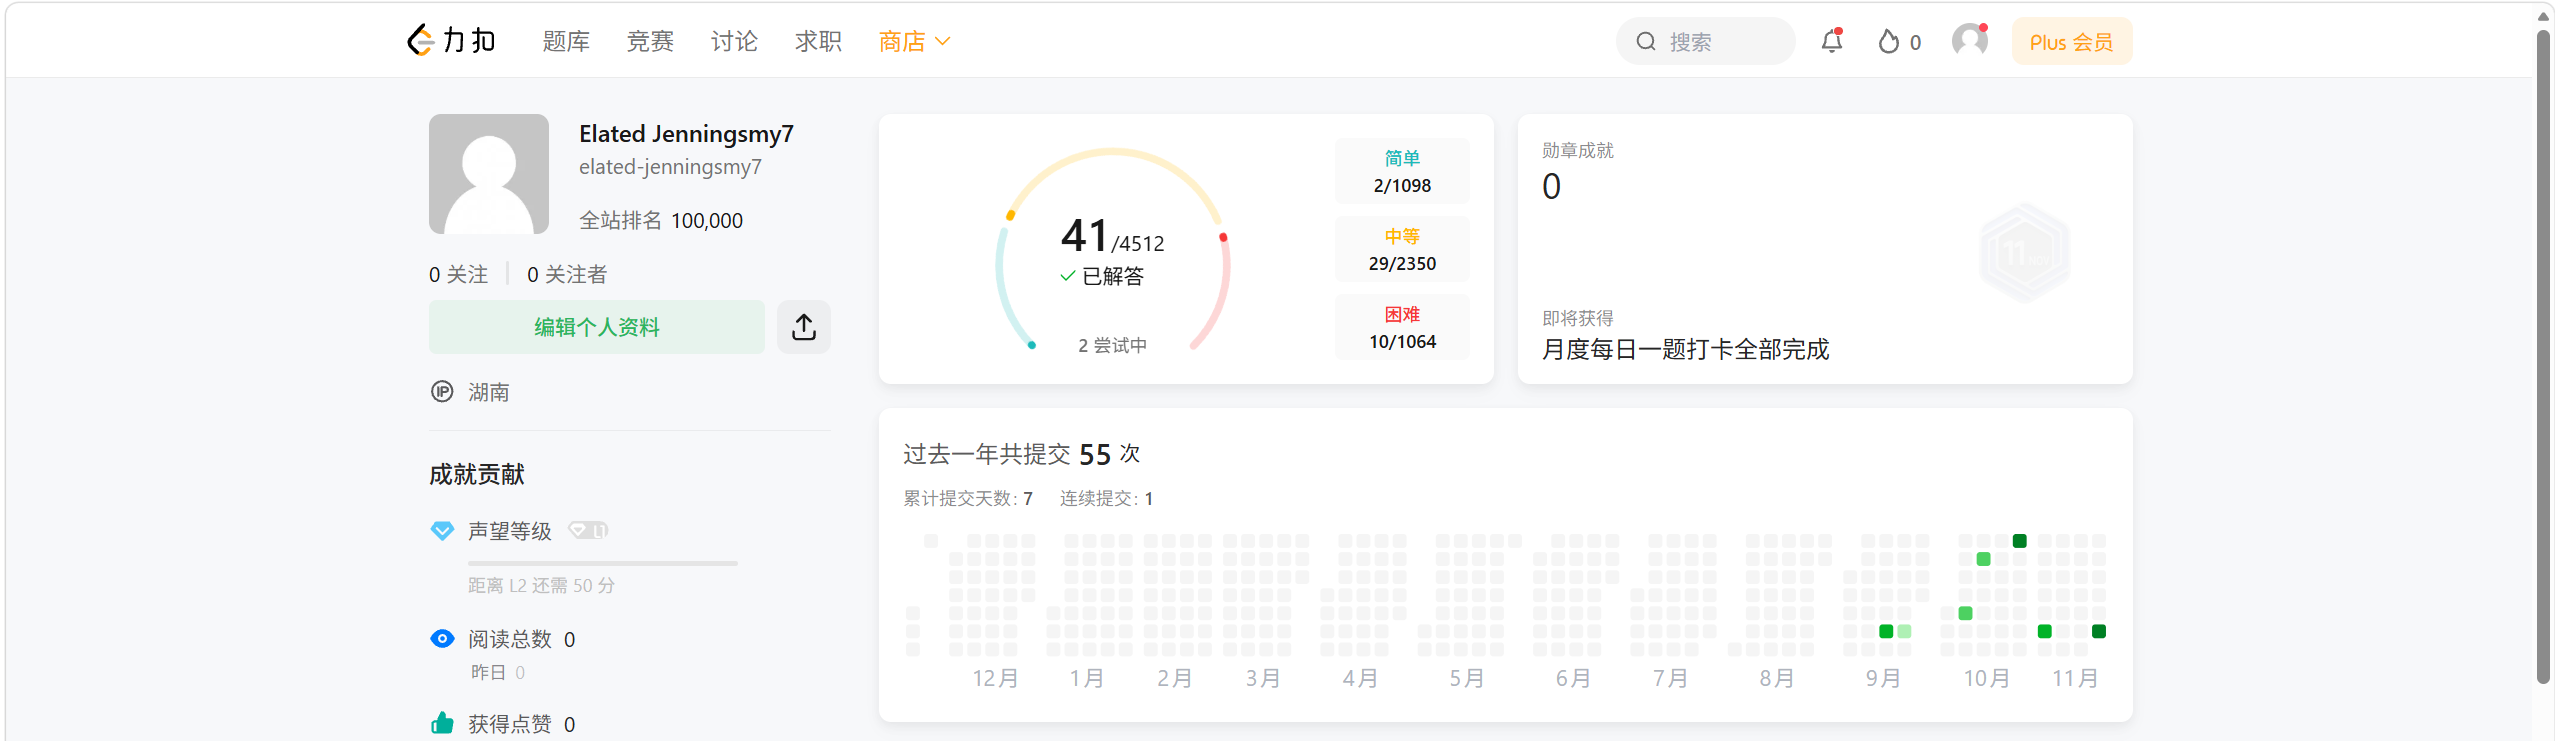 力扣 题库 竞赛 讨论 求职 商店 搜索 0 Plus 会员
Elated Jenningsmy7
elated-jenningsmy7
全站排名 100,000
0 关注 0 关注者
编辑个人资料
IP 湖南
成就贡献
声望等级 L1
距离 L2 还需 50 分
阅读总数 0
昨日 0
获得点赞 0
41/4512
已解答
2 尝试中
简单
2/1098
中等
29/2350
困难
10/1064
勋章成就
0
11
即将获得
月度每日一题打卡全部完成
过去一年共提交 55 次
累计提交天数: 7 连续提交: 1
12月 1月 2月 3月 4月 5月 6月 7月 8月 9月 10月 11月